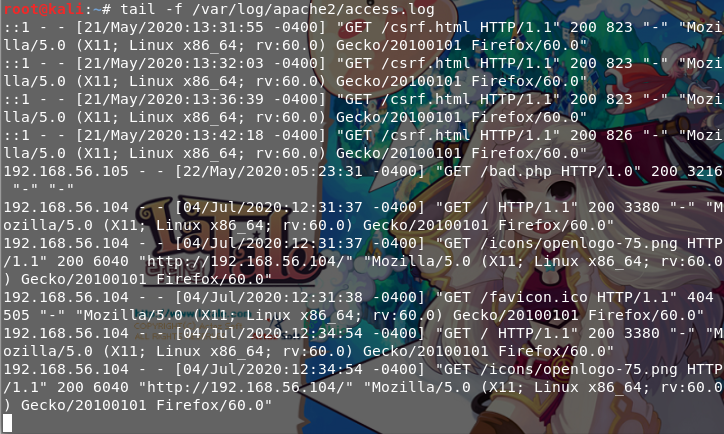 root@kali:~# tail -f /var/log/apache2/access.log
::1 - - [21/May/2020:13:31:55 -0400] "GET /csrf.html HTTP/1.1" 200 823 "-" "Mozi
lla/5.0 (X11; Linux x86_64; rv:60.0) Gecko/20100101 Firefox/60.0"
::1 - - [21/May/2020:13:32:03 -0400] "GET /csrf.html HTTP/1.1" 200 823 "-" "Mozi
lla/5.0 (X11; Linux x86_64; rv:60.0) Gecko/20100101 Firefox/60.0"
::1 - - [21/May/2020:13:36:39 -0400] "GET /csrf.html HTTP/1.1" 200 823 "-" "Mozi
lla/5.0 (X11; Linux x86_64; rv:60.0) Gecko/20100101 Firefox/60.0"
::1 - - [21/May/2020:13:42:18 -0400] "GET /csrf.html HTTP/1.1" 200 826 "-" "Mozi
lla/5.0 (X11; Linux x86_64; rv:60.0) Gecko/20100101 Firefox/60.0"
192.168.56.105 - - [22/May/2020:05:23:31 -0400] "GET /bad.php HTTP/1.0" 200 3216
"-" "-"
192.168.56.104 - - [04/Jul/2020:12:31:37 -0400] "GET / HTTP/1.1" 200 3380 "-" "M
ozilla/5.0 (X11; Linux x86_64; rv:60.0) Gecko/20100101 Firefox/60.0"
192.168.56.104 - - [04/Jul/2020:12:31:37 -0400] "GET /icons/openlogo-75.png HTTP
/1.1" 200 6040 "http://192.168.56.104/" "Mozilla/5.0 (X11; Linux x86_64; rv:60.0
) Gecko/20100101 Firefox/60.0"
192.168.56.104 - - [04/Jul/2020:12:31:38 -0400] "GET /favicon.ico HTTP/1.1" 404
505 "-" "Mozilla/5.0 (X11; Linux x86_64; rv:60.0) Gecko/20100101 Firefox/60.0"
192.168.56.104 - - [04/Jul/2020:12:34:54 -0400] "GET / HTTP/1.1" 200 3380 "-" "M
ozilla/5.0 (X11; Linux x86_64; rv:60.0) Gecko/20100101 Firefox/60.0"
192.168.56.104 - - [04/Jul/2020:12:34:54 -0400] "GET /icons/openlogo-75.png HTTP
/1.1" 200 6040 "http://192.168.56.104/" "Mozilla/5.0 (X11; Linux x86_64; rv:60.0
) Gecko/20100101 Firefox/60.0"